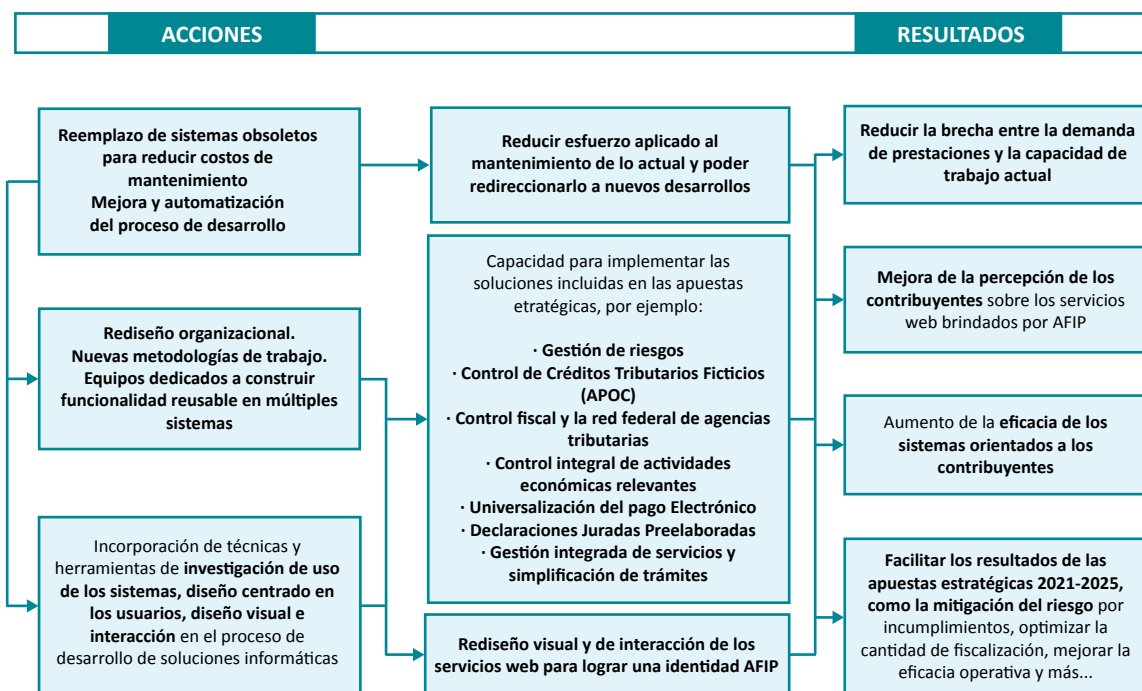 ACCIONES
RESULTADOS
Reemplazo de sistemas obsoletos
para reducir costos de
mantenimiento
Mejora y automatización
del proceso de desarrollo
Rediseño organizacional.
Nuevas metodologías de trabajo.
Equipos dedicados a construir
funcionalidad reusable en múltiples
sistemas
Incorporación de técnicas y
herramientas de investigación de uso
de los sistemas, diseño centrado en
los usuarios, diseño visual e
interacción en el proceso de
desarrollo de soluciones informáticas
Reducir esfuerzo aplicado al
mantenimiento de lo actual y poder
redireccionarlo a nuevos desarrollos
Capacidad para implementar las
soluciones incluidas en las apuestas
etratégicas, por ejemplo:
· Gestión de riesgos
· Control de Créditos Tributarios Ficticios
(APOC)
· Control fiscal y la red federal de agencias
tributarias
· Control integral de actividades
económicas relevantes
· Universalización del pago Electrónico
· Declaraciones Juradas Preelaboradas
· Gestión integrada de servicios y
simplificación de trámites
Rediseño visual y de interacción de los
servicios web para lograr una identidad AFIP
Reducir la brecha entre la demanda
de prestaciones y la capacidad de
trabajo actual
Mejora de la percepción de los
contribuyentes sobre los servicios
web brindados por AFIP
Aumento de la eficacia de los
sistemas orientados a los
contribuyentes
Facilitar los resultados de las
apuestas estratégicas 2021-2025,
como la mitigación del riesgo por
incumplimientos, optimizar la
cantidad de fiscalización, mejorar la
eficacia operativa y más...